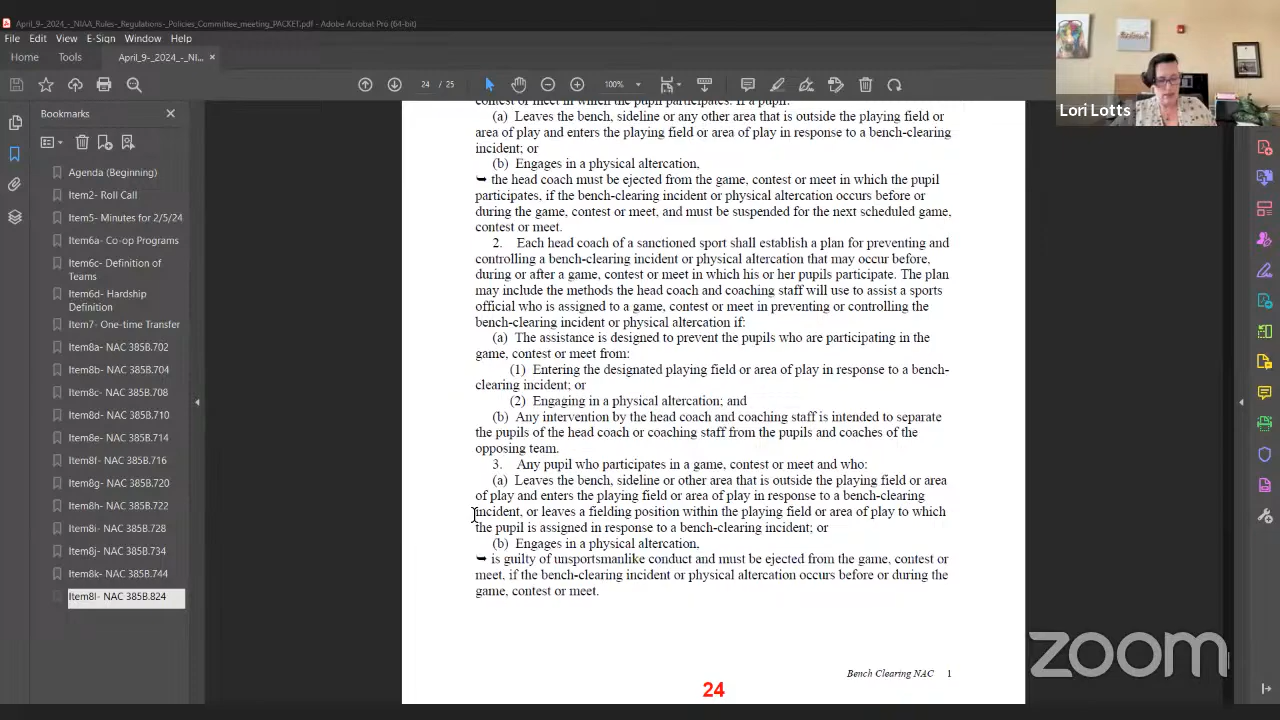 April_9-_2024_-_NIAA_Rules-_Regulations-_Policies_Committee_meeting_PACKET.pdf - Adobe Acrobat Pro (64-bit)
File Edit View E-Sign Window Help
Home Tools April_9-_2024_-_NI... ×
24 / 25 100%
Bookmarks
Agenda (Beginning)
Item2- Roll Call
Item5- Minutes for 2/5/24
Item6a- Co-op Programs
Item6c- Definition of
Teams
Item6d- Hardship
Definition
Item7- One-time Transfer
Item8a- NAC 385B.702
Item8b- NAC 385B.704
Item8c- NAC 385B.708
Item8d- NAC 385B.710
Item8e- NAC 385B.714
Item8f- NAC 385B.716
Item8g- NAC 385B.720
Item8h- NAC 385B.722
Item8i- NAC 385B.728
Item8j- NAC 385B.734
Item8k- NAC 385B.744
Item8l- NAC 385B.824
contest or meet in which the pupil participates. If a pupil:
(a) Leaves the bench, sideline or any other area that is outside the playing field or
area of play and enters the playing field or area of play in response to a bench-clearing
incident; or
(b) Engages in a physical altercation,
➥ the head coach must be ejected from the game, contest or meet in which the pupil
participates, if the bench-clearing incident or physical altercation occurs before or
during the game, contest or meet, and must be suspended for the next scheduled game,
contest or meet.
2. Each head coach of a sanctioned sport shall establish a plan for preventing and
controlling a bench-clearing incident or physical altercation that may occur before,
during or after a game, contest or meet in which his or her pupils participate. The plan
may include the methods the head coach and coaching staff will use to assist a sports
official who is assigned to a game, contest or meet in preventing or controlling the
bench-clearing incident or physical altercation if:
(a) The assistance is designed to prevent the pupils who are participating in the
game, contest or meet from:
(1) Entering the designated playing field or area of play in response to a bench-
clearing incident; or
(2) Engaging in a physical altercation; and
(b) Any intervention by the head coach and coaching staff is intended to separate
the pupils of the head coach or coaching staff from the pupils and coaches of the
opposing team.
3. Any pupil who participates in a game, contest or meet and who:
(a) Leaves the bench, sideline or other area that is outside the playing field or area
of play and enters the playing field or area of play in response to a bench-clearing
incident, or leaves a fielding position within the playing field or area of play to which
the pupil is assigned in response to a bench-clearing incident; or
(b) Engages in a physical altercation,
➥ is guilty of unsportsmanlike conduct and must be ejected from the game, contest or
meet, if the bench-clearing incident or physical altercation occurs before or during the
game, contest or meet.
Bench Clearing NAC 1
24
Lori Lotts
zoom